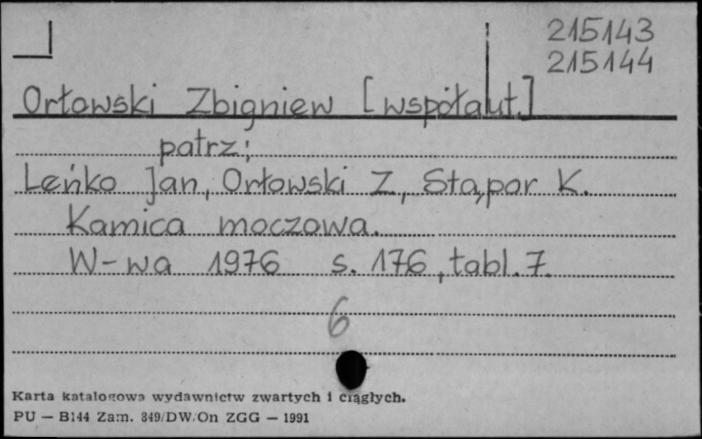 215143
215144
Orłowski Zbigniew [współaut.]
patrz:
Leńko Jan, Orłowski Z, Stąpor K.
Kamica moczowa.
W-wa 1976 s. 176, tabl. 7.
6
Karta katalogowa wydawnictw zwartych i ciągłych.
PU — B144 Zam. 849/DW/On ZGG — 1991